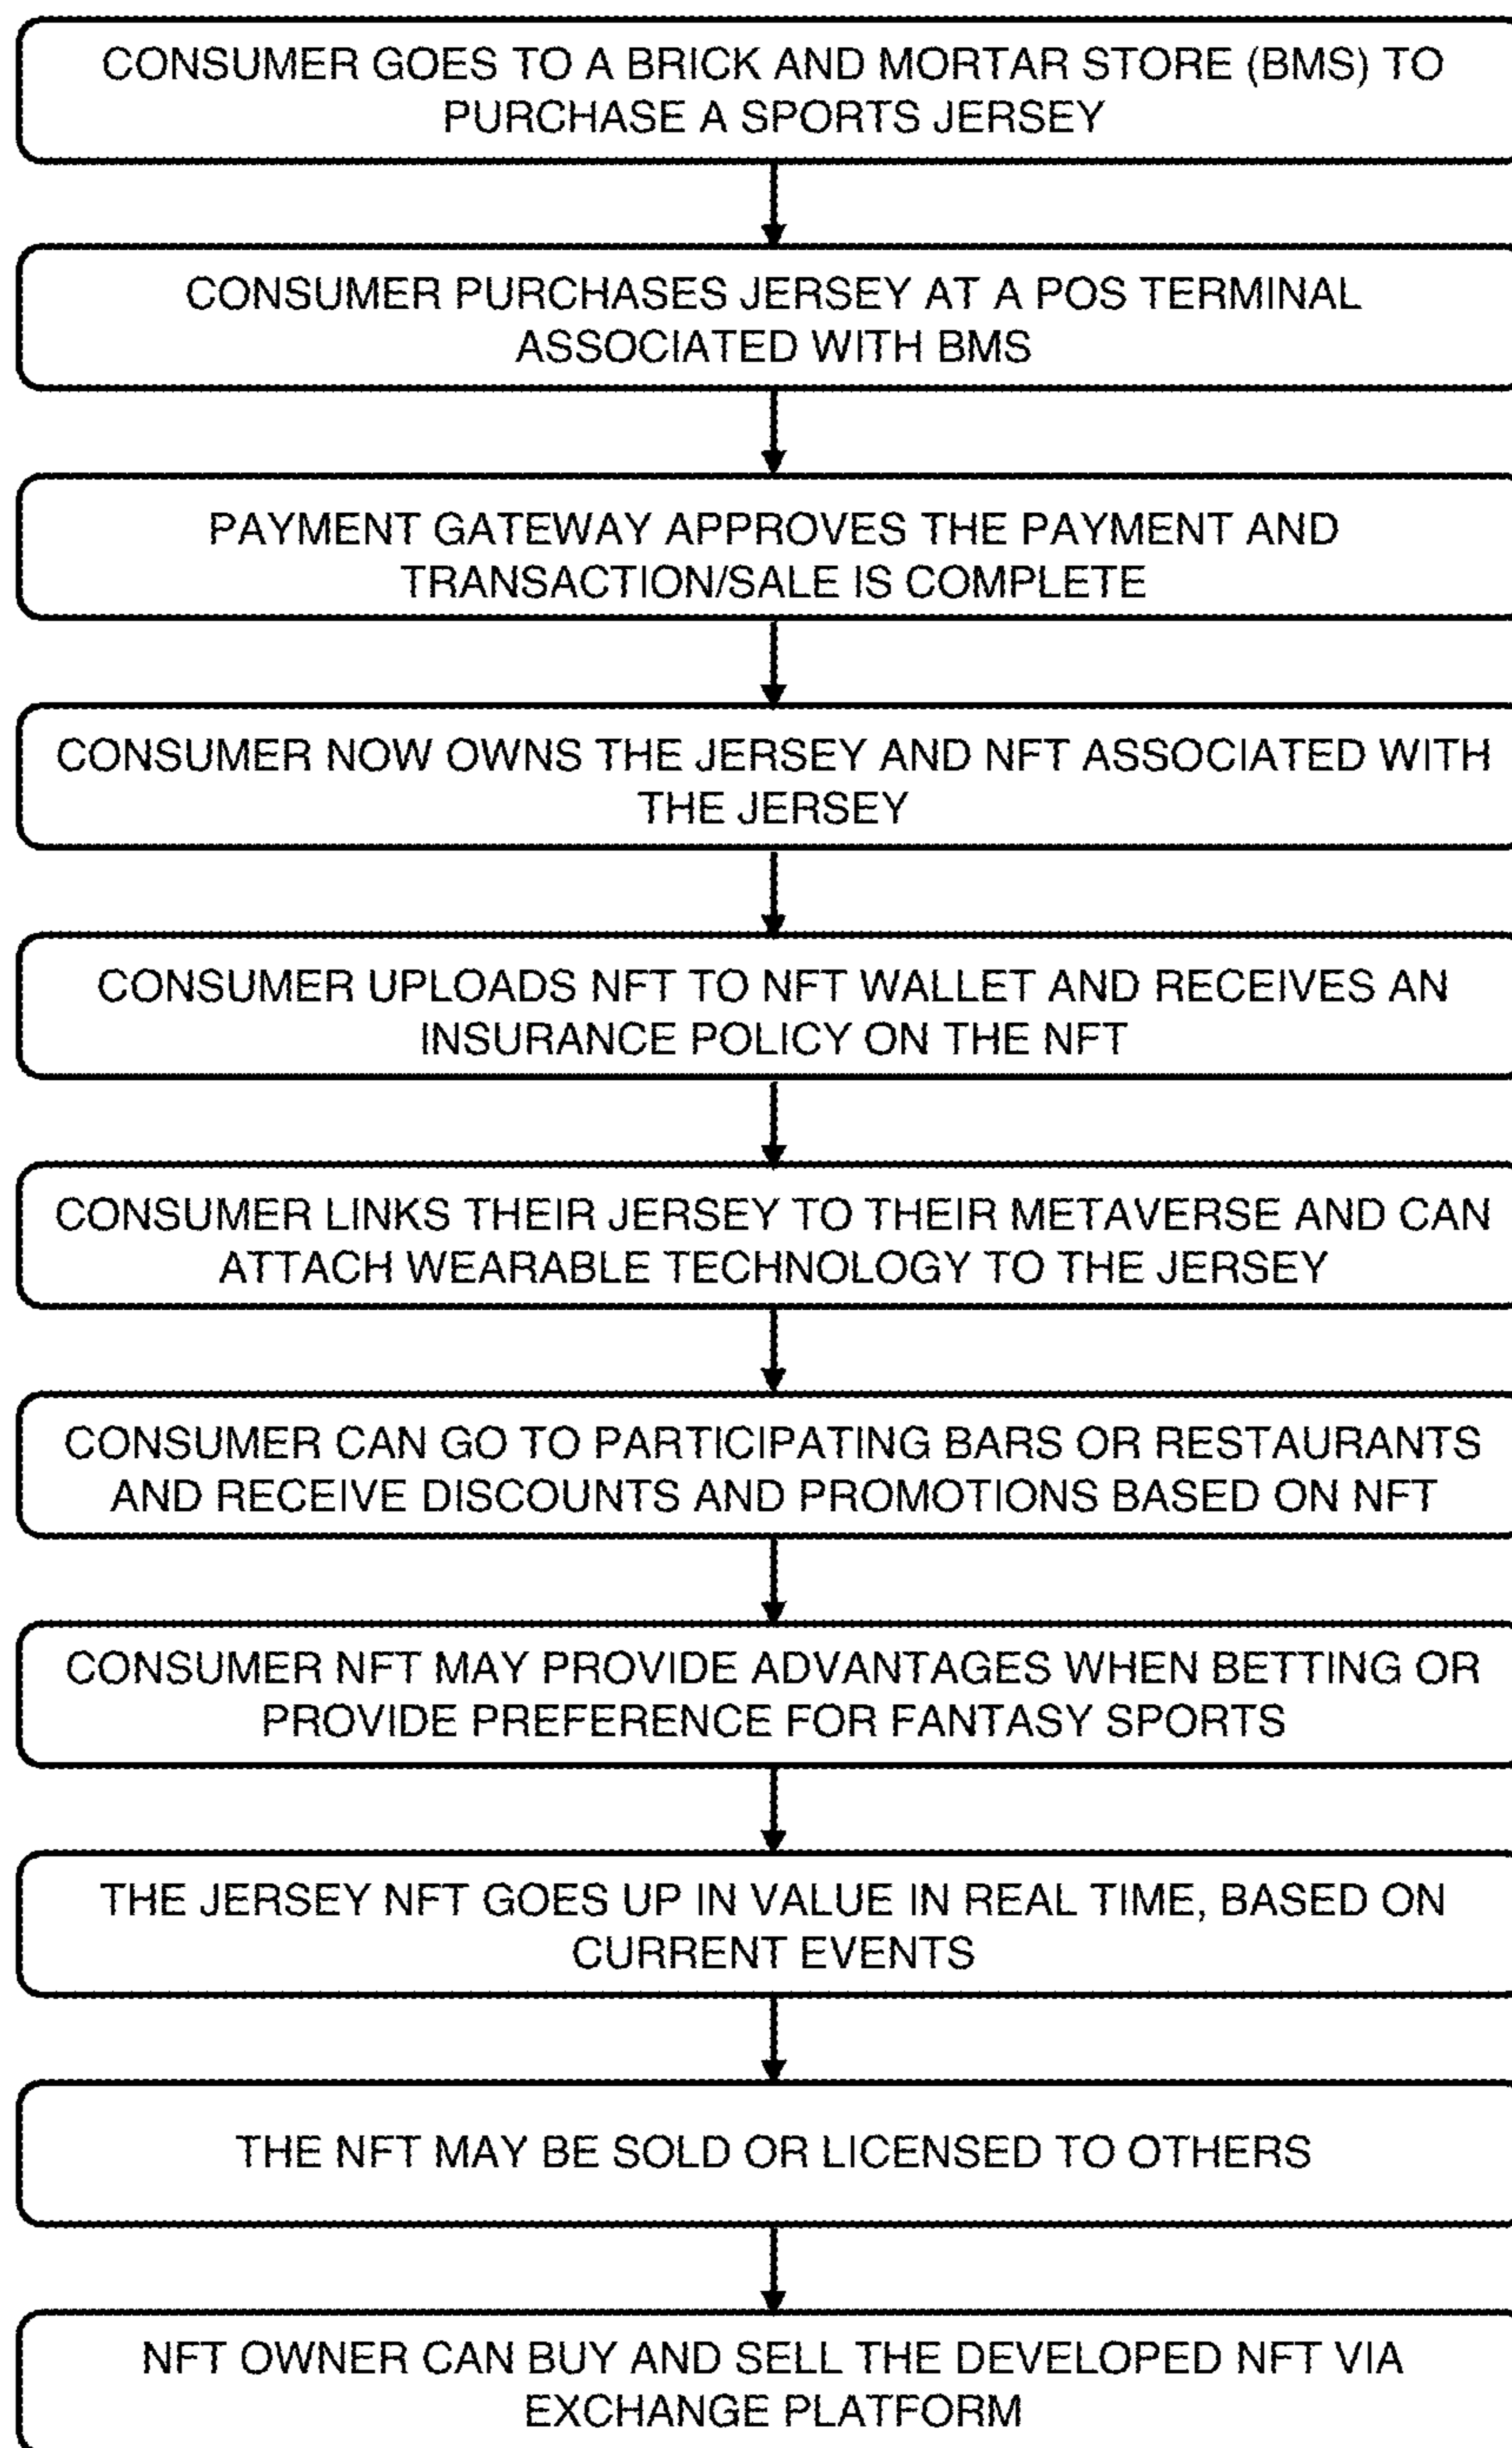 CONSUMER GOES TO A BRICK AND MORTAR STORE (BMS) TO
PURCHASE A SPORTS JERSEY
CONSUMER PURCHASES JERSEY AT A POS TERMINAL
ASSOCIATED WITH BMS
PAYMENT GATEWAY APPROVES THE PAYMENT AND
TRANSACTION/SALE IS COMPLETE
CONSUMER NOW OWNS THE JERSEY AND NFT ASSOCIATED WITH
THE JERSEY
CONSUMER UPLOADS NFT TO NFT WALLET AND RECEIVES AN
INSURANCE POLICY ON THE NFT
CONSUMER LINKS THEIR JERSEY TO THEIR METAVERSE AND CAN
ATTACH WEARABLE TECHNOLOGY TO THE JERSEY
CONSUMER CAN GO TO PARTICIPATING BARS OR RESTAURANTS
AND RECEIVE DISCOUNTS AND PROMOTIONS BASED ON NFT
CONSUMER NFT MAY PROVIDE ADVANTAGES WHEN BETTING OR
PROVIDE PREFERENCE FOR FANTASY SPORTS
THE JERSEY NFT GOES UP IN VALUE IN REAL TIME, BASED ON
CURRENT EVENTS
THE NFT MAY BE SOLD OR LICENSED TO OTHERS
NFT OWNER CAN BUY AND SELL THE DEVELOPED NFT VIA
EXCHANGE PLATFORM